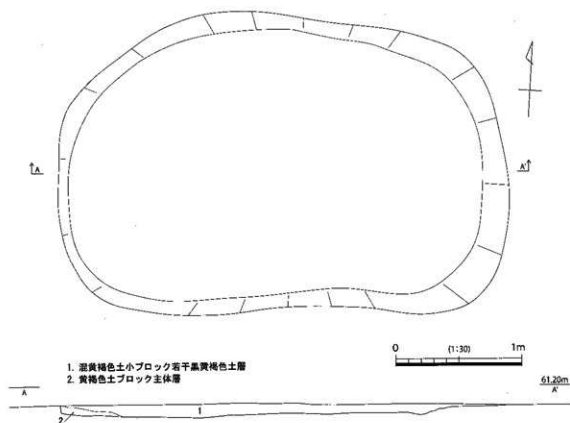 A A'
0 (1:30) 1m
1. 混黄褐色土小ブロック若干黒黄褐色土層
2. 黄褐色土ブロック主体層
61.20m
A A'
1
2